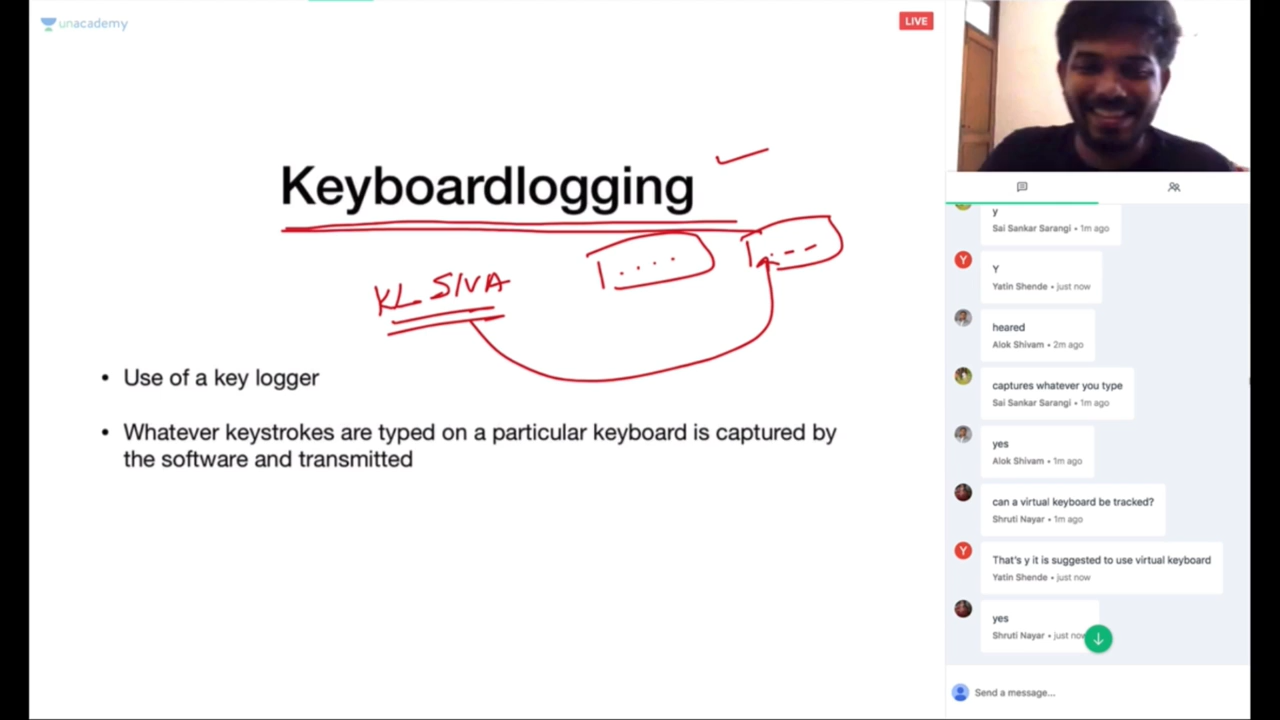 unacademy
LIVE
Keyboardlogging
KL SIVA
• Use of a key logger
• Whatever keystrokes are typed on a particular keyboard is captured by
the software and transmitted
y
Sai Sankar Sarangi • 1m ago
Y
Y
Yatin Shende • just now
heared
Alok Shivam • 2m ago
captures whatever you type
Sai Sankar Sarangi • 1m ago
yes
Alok Shivam • 1m ago
can a virtual keyboard be tracked?
Shruti Nayar • 1m ago
Y
That's y it is suggested to use virtual keyboard
Yatin Shende • just now
yes
Shruti Nayar • just now
Send a message...